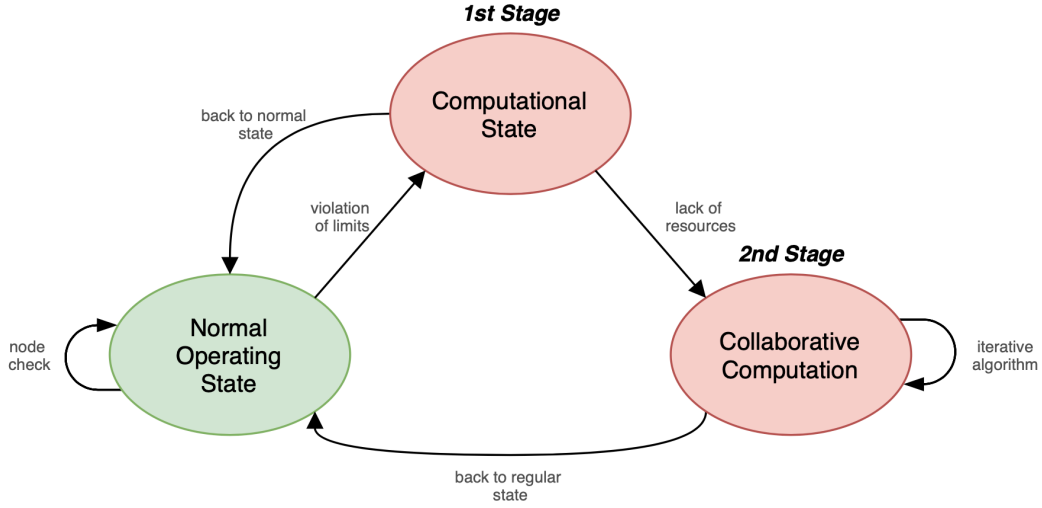 1st Stage
Computational
State
back to normal
state
violation
of limits
lack of
resources
2nd Stage
Normal
Operating
State
node
check
Collaborative
Computation
iterative
algorithm
back to regular
state